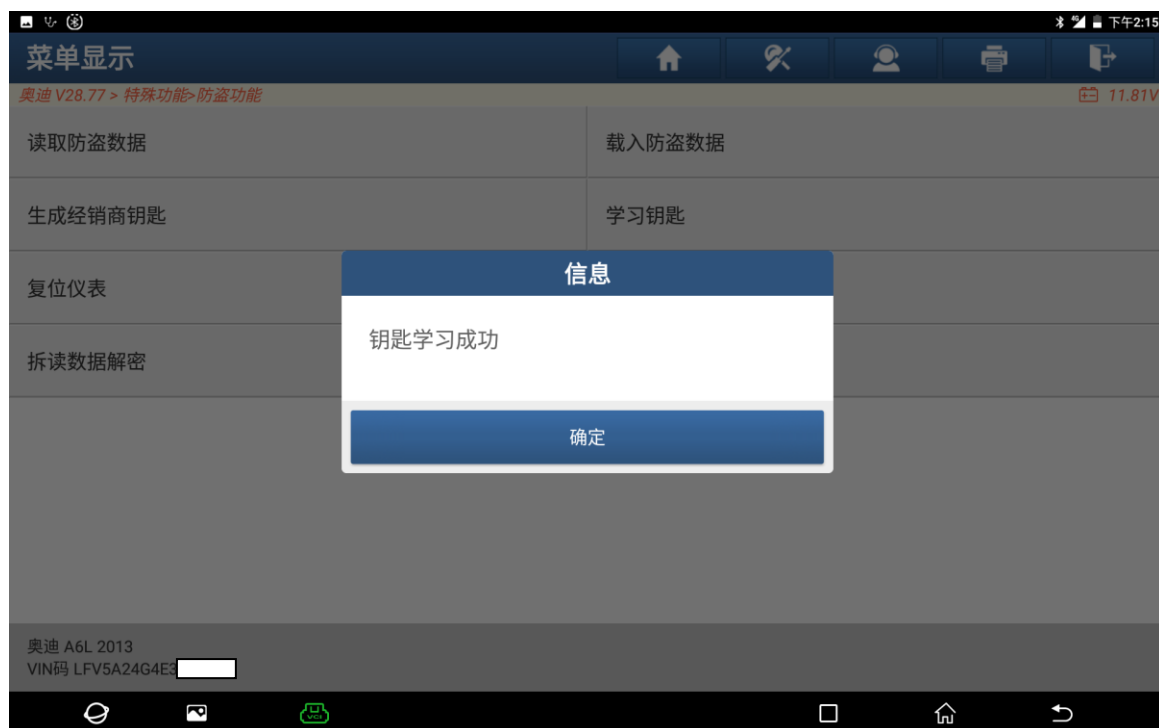 下午2:15
菜单显示
奥迪 V28.77 > 特殊功能>防盗功能
11.81V
读取防盗数据
载入防盗数据
生成经销商钥匙
学习钥匙
复位仪表
拆读数据解密
信息
钥匙学习成功
确定
奥迪 A6L 2013
VIN码 LFV5A24G4E3
VCI